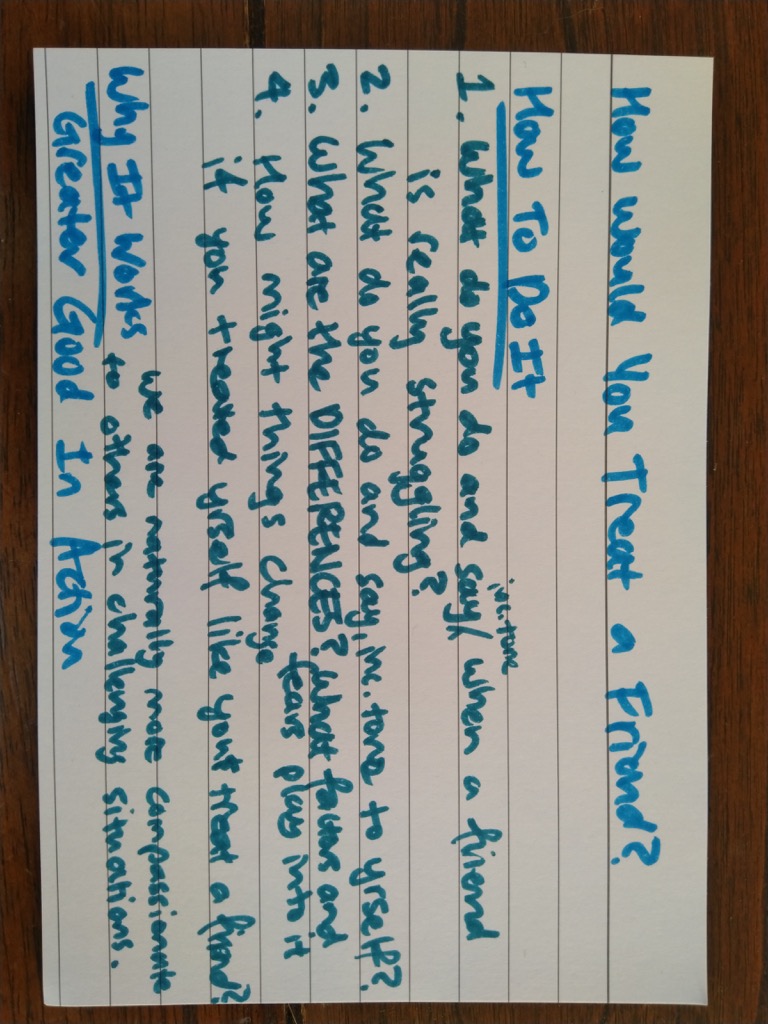 How would You Treat a Friend?
How To Do It
1. What do you do and say, when a friend
inc. tone
is really struggling?
2. What do you do and say, inc. tone to yrself?
3. What are the DIFFERENCES? What factors and
fears play into it
4. How might things change
if you treated yrself like you'd treat a friend?
Why It Works we are naturally more compassionate
to others in challenging situations.
Greater Good In Action